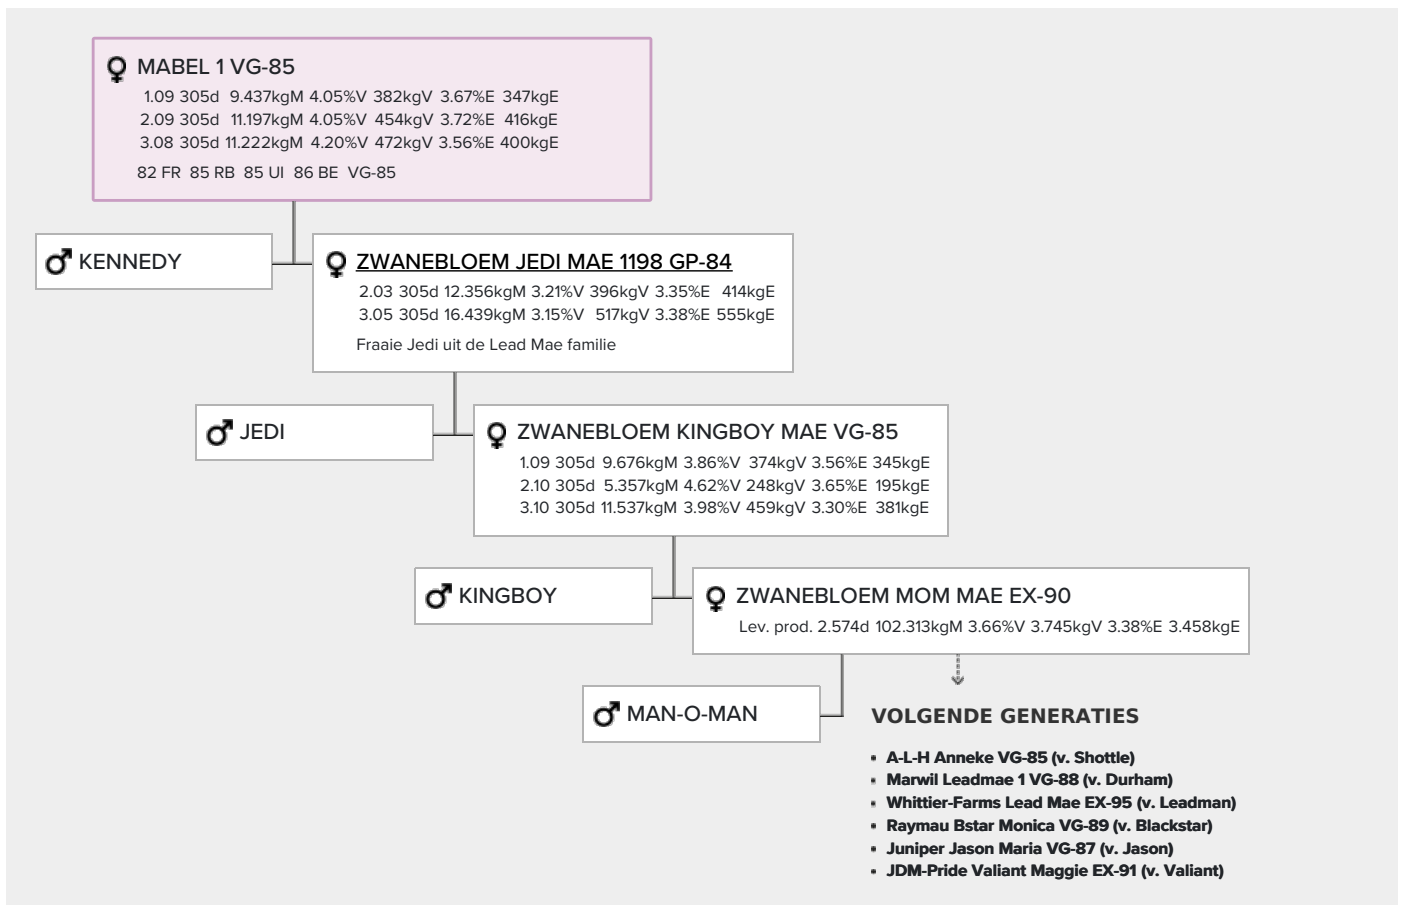 MABEL 1 VG-85
1.09 305d 9.437kgM 4.05%V 382kgV 3.67%E 347kgE
2.09 305d 11.197kgM 4.05%V 454kgV 3.72%E 416kgE
3.08 305d 11.222kgM 4.20%V 472kgV 3.56%E 400kgE
82 FR 85 RB 85 UI 86 BE VG-85
KENNEDY
ZWANEBLOEM JEDI MAE 1198 GP-84
2.03 305d 12.356kgM 3.21%V 396kgV 3.35%E 414kgE
3.05 305d 16.439kgM 3.15%V 517kgV 3.38%E 555kgE
Fraaie Jedi uit de Lead Mae familie
JEDI
ZWANEBLOEM KINGBOY MAE VG-85
1.09 305d 9.676kgM 3.86%V 374kgV 3.56%E 345kgE
2.10 305d 5.357kgM 4.62%V 248kgV 3.65%E 195kgE
3.10 305d 11.537kgM 3.98%V 459kgV 3.30%E 381kgE
KINGBOY
ZWANEBLOEM MOM MAE EX-90
Lev. prod. 2.574d 102.313kgM 3.66%V 3.745kgV 3.38%E 3.458kgE
MAN-O-MAN
VOLGENDE GENERATIES
• A-L-H Anneke VG-85 (v. Shottle)
• Marwil Leadmae 1 VG-88 (v. Durham)
• Whittier-Farms Lead Mae EX-95 (v. Leadman)
• Raymau Bstar Monica VG-89 (v. Blackstar)
• Juniper Jason Maria VG-87 (v. Jason)
• JDM-Pride Valiant Maggie EX-91 (v. Valiant)